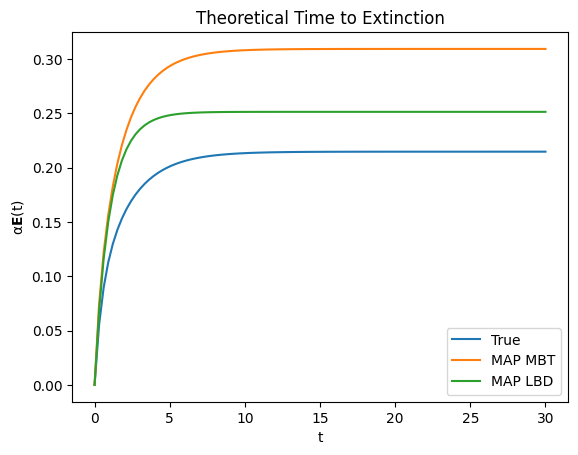 Theoretical Time to Extinction
0.30
0.25
0.20
0.15
0.10
0.05
0.00
α𝐄(t)
0 5 10 15 20 25 30
t
True
MAP MBT
MAP LBD